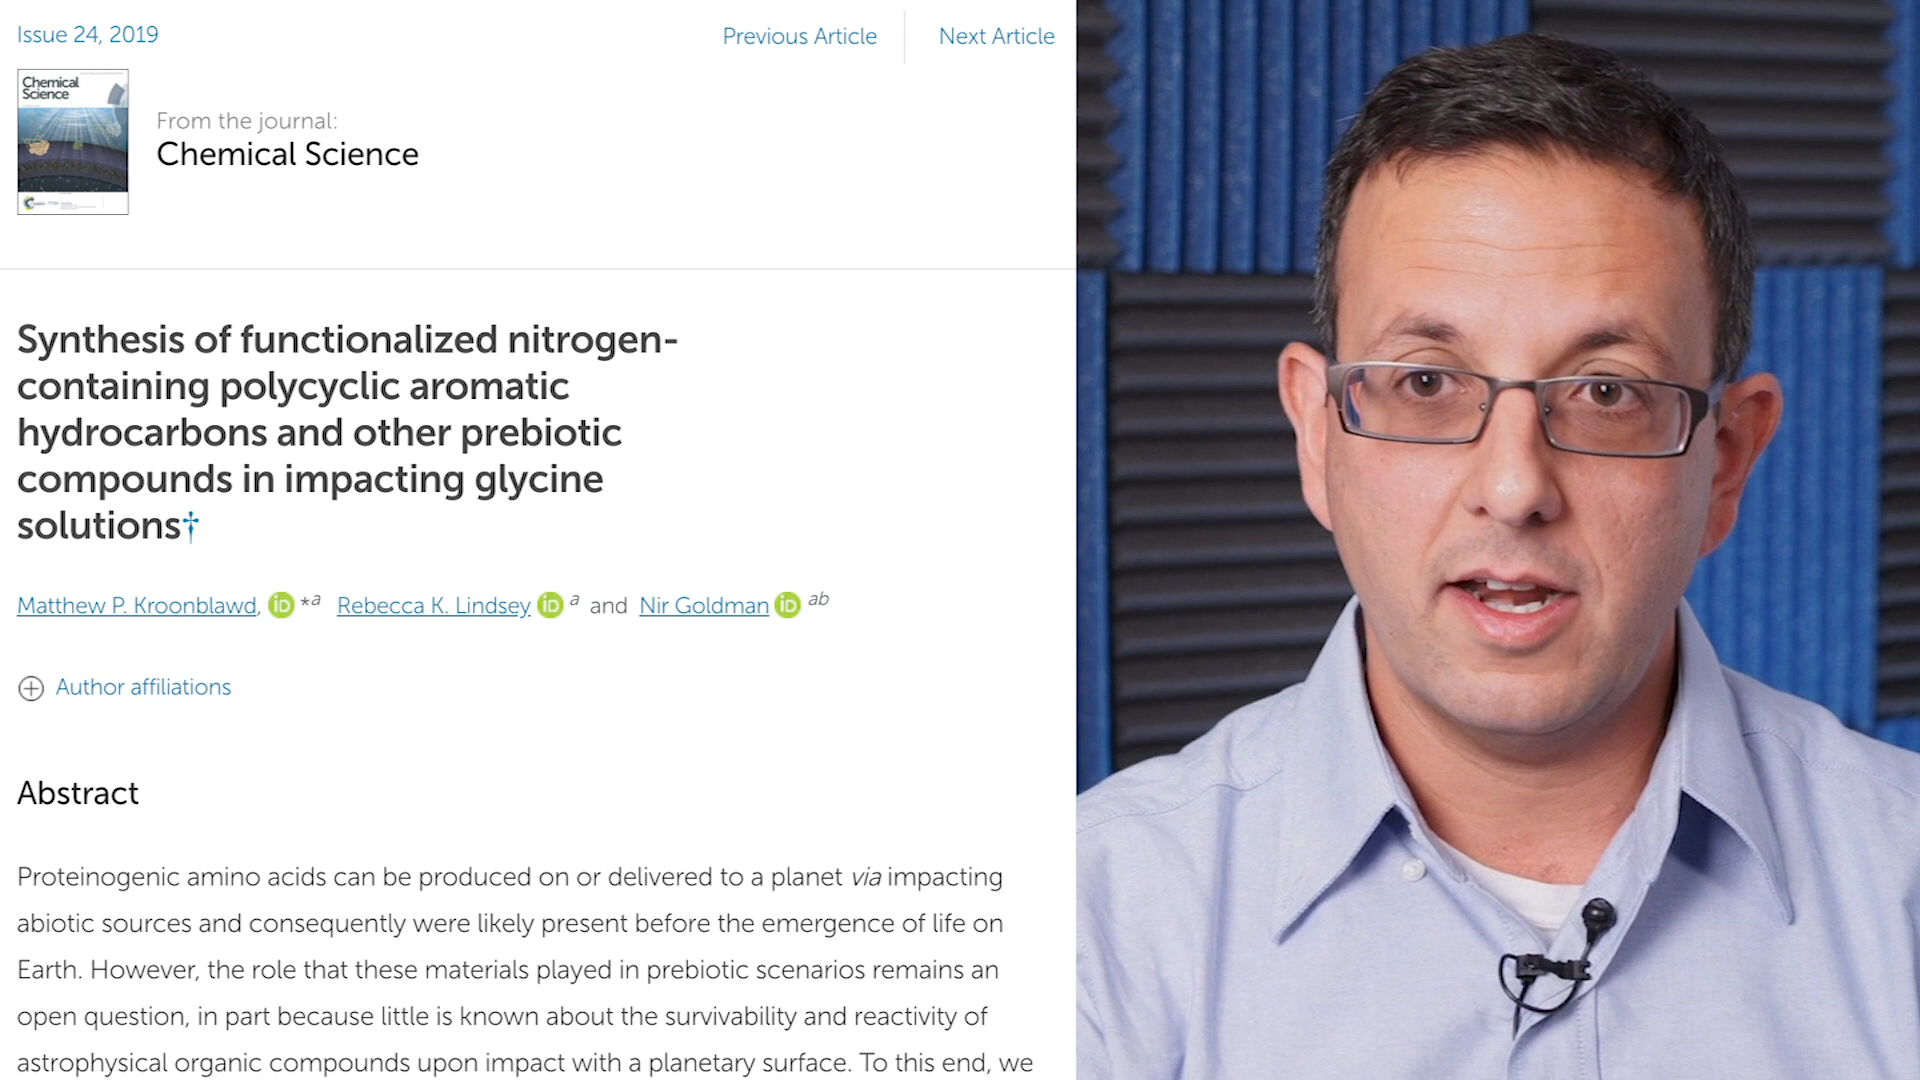 Issue 24, 2019
Previous Article
Next Article
Chemical
Science
From the journal:
Chemical Science
Synthesis of functionalized nitrogen-
containing polycyclic aromatic
hydrocarbons and other prebiotic
compounds in impacting glycine
solutions†
Matthew P. Kroonblawd, iD *a Rebecca K. Lindsey iD a and Nir Goldman iD ab
Author affiliations
Abstract
Proteinogenic amino acids can be produced on or delivered to a planet via impacting
abiotic sources and consequently were likely present before the emergence of life on
Earth. However, the role that these materials played in prebiotic scenarios remains an
open question, in part because little is known about the survivability and reactivity of
astrophysical organic compounds upon impact with a planetary surface. To this end, we